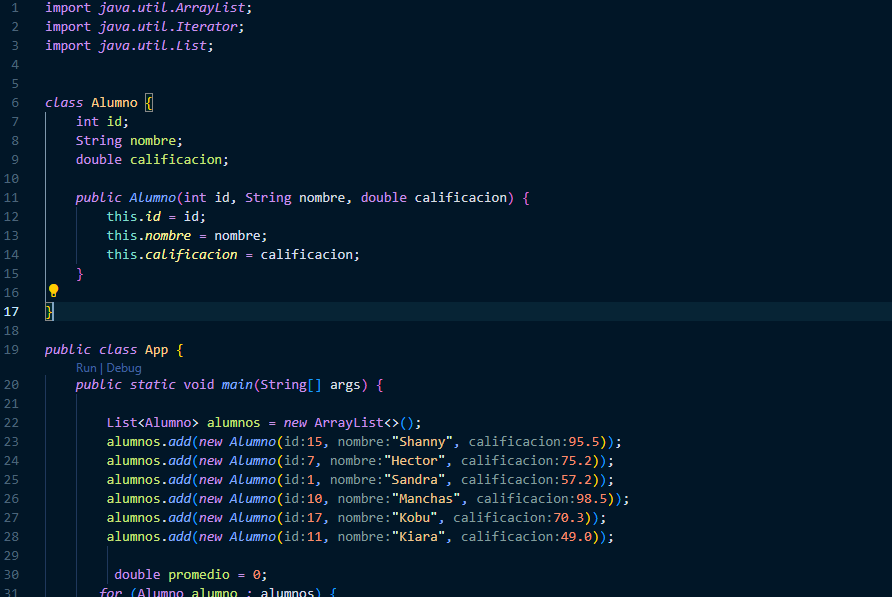 1 import java.util.ArrayList;
2 import java.util.Iterator;
3 import java.util.List;
4
5
6 class Alumno {
7     int id;
8     String nombre;
9     double calificacion;
10
11     public Alumno(int id, String nombre, double calificacion) {
12         this.id = id;
13         this.nombre = nombre;
14         this.calificacion = calificacion;
15     }
16
17 }
18
19 public class App {
Run | Debug
20     public static void main(String[] args) {
21
22         List<Alumno> alumnos = new ArrayList<>();
23         alumnos.add(new Alumno(id:15, nombre:"Shanny", calificacion:95.5));
24         alumnos.add(new Alumno(id:7, nombre:"Hector", calificacion:75.2));
25         alumnos.add(new Alumno(id:1, nombre:"Sandra", calificacion:57.2));
26         alumnos.add(new Alumno(id:10, nombre:"Manchas", calificacion:98.5));
27         alumnos.add(new Alumno(id:17, nombre:"Kobu", calificacion:70.3));
28         alumnos.add(new Alumno(id:11, nombre:"Kiara", calificacion:49.0));
29
30          double promedio = 0;
31        for (Alumno alumno : alumnos) {